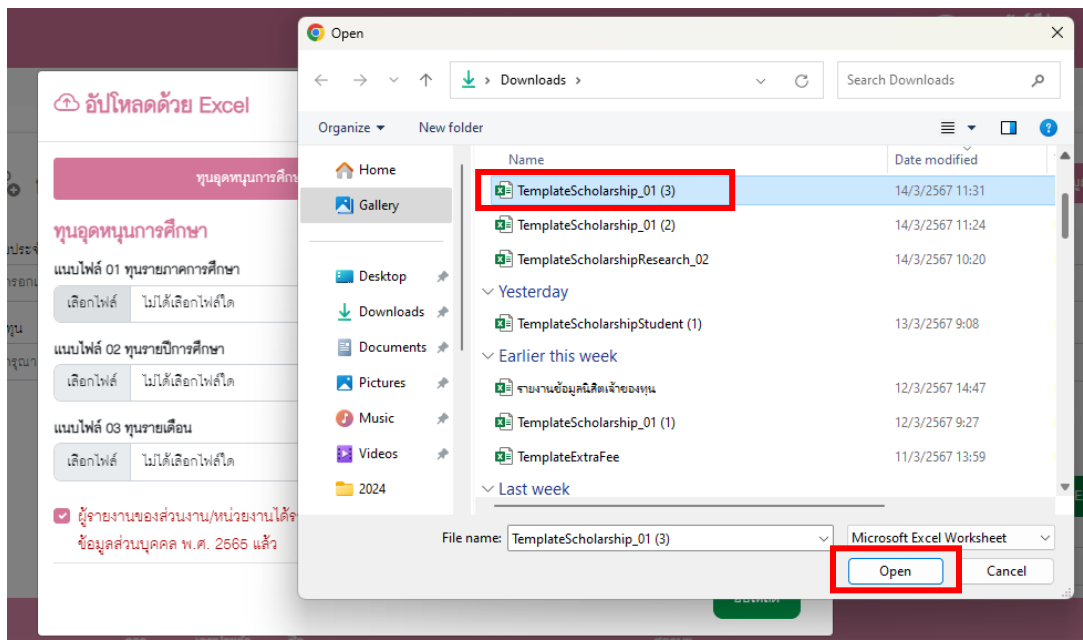 อัปโหลดด้วย Excel
ทุนอุดหนุนการศึก
ทุนอุดหนุนการศึกษา
แนบไฟล์ 01 ทุนรายภาคการศึกษา
เลือกไฟล์ ไม่ได้เลือกไฟล์ใด
แนบไฟล์ 02 ทุนรายปีการศึกษา
เลือกไฟล์ ไม่ได้เลือกไฟล์ใด
แนบไฟล์ 03 ทุนรายเดือน
เลือกไฟล์ ไม่ได้เลือกไฟล์ใด
ผู้รายงานของส่วนงาน/หน่วยงานได้ร
ข้อมูลส่วนบุคคล พ.ศ. 2565 แล้ว
Open
Downloads
Search Downloads
Organize New folder
Home
Gallery
Desktop
Downloads
Documents
Pictures
Music
Videos
2024
Name Date modified
TemplateScholarship_01 (3) 14/3/2567 11:31
TemplateScholarship_01 (2) 14/3/2567 11:24
TemplateScholarshipResearch_02 14/3/2567 10:20
Yesterday
TemplateScholarshipStudent (1) 13/3/2567 9:08
Earlier this week
รายงานข้อมูลนิสิตเจ้าของทุน 12/3/2567 14:47
TemplateScholarship_01 (1) 12/3/2567 9:27
TemplateExtraFee 11/3/2567 13:59
Last week
File name: TemplateScholarship_01 (3) Microsoft Excel Worksheet
Open Cancel